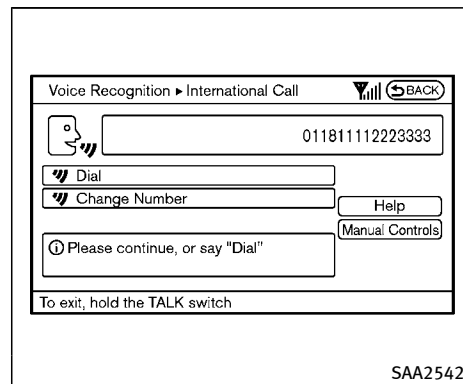 Voice Recognition ▸ International Call BACK
011811112223333
Dial
Change Number
Help
Manual Controls
Please continue, or say "Dial"
To exit, hold the TALK switch
SAA2542